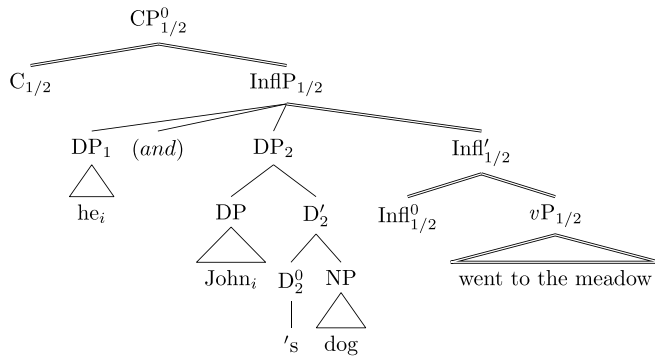 CP⁰₁/₂
C₁/₂ InflP₁/₂
DP₁ (and) DP₂ Infl′₁/₂
heᵢ DP D′₂ Infl⁰₁/₂ vP₁/₂
Johnᵢ D⁰₂ NP went to the meadow
's dog